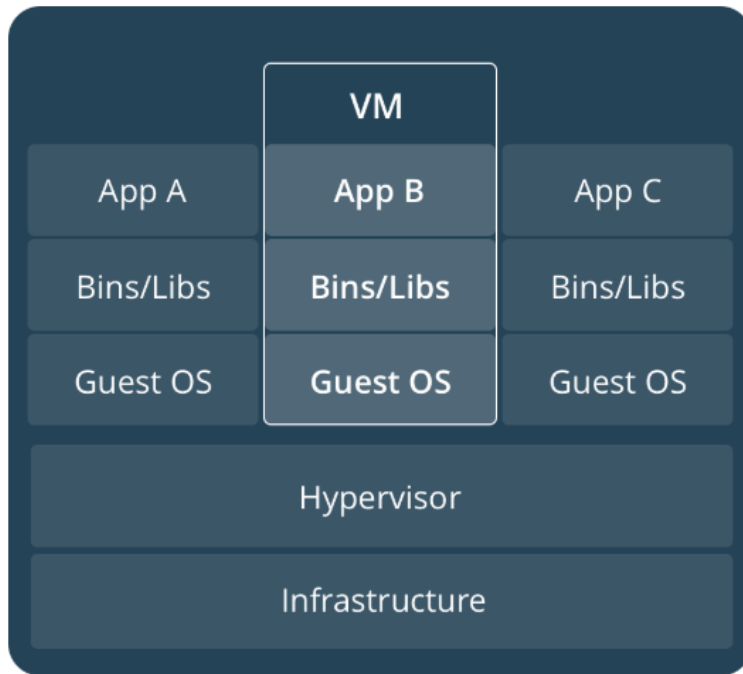 VM
App A App B App C
Bins/Libs Bins/Libs Bins/Libs
Guest OS Guest OS Guest OS
Hypervisor
Infrastructure